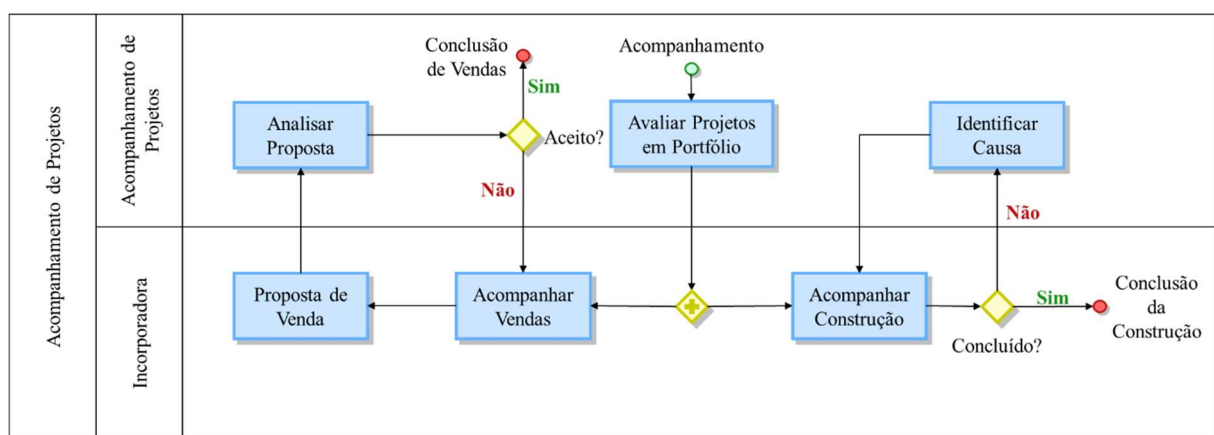 Acompanhamento de Projetos
Acompanhamento de
Projetos
Incorporadora
Conclusão
de Vendas
Sim
Acompanhamento
Analisar
Proposta
Aceito?
Avaliar Projetos
em Portfólio
Identificar
Causa
Não
Não
Proposta de
Venda
Acompanhar
Vendas
Acompanhar
Construção
Sim
Concluído?
Conclusão
da
Construção